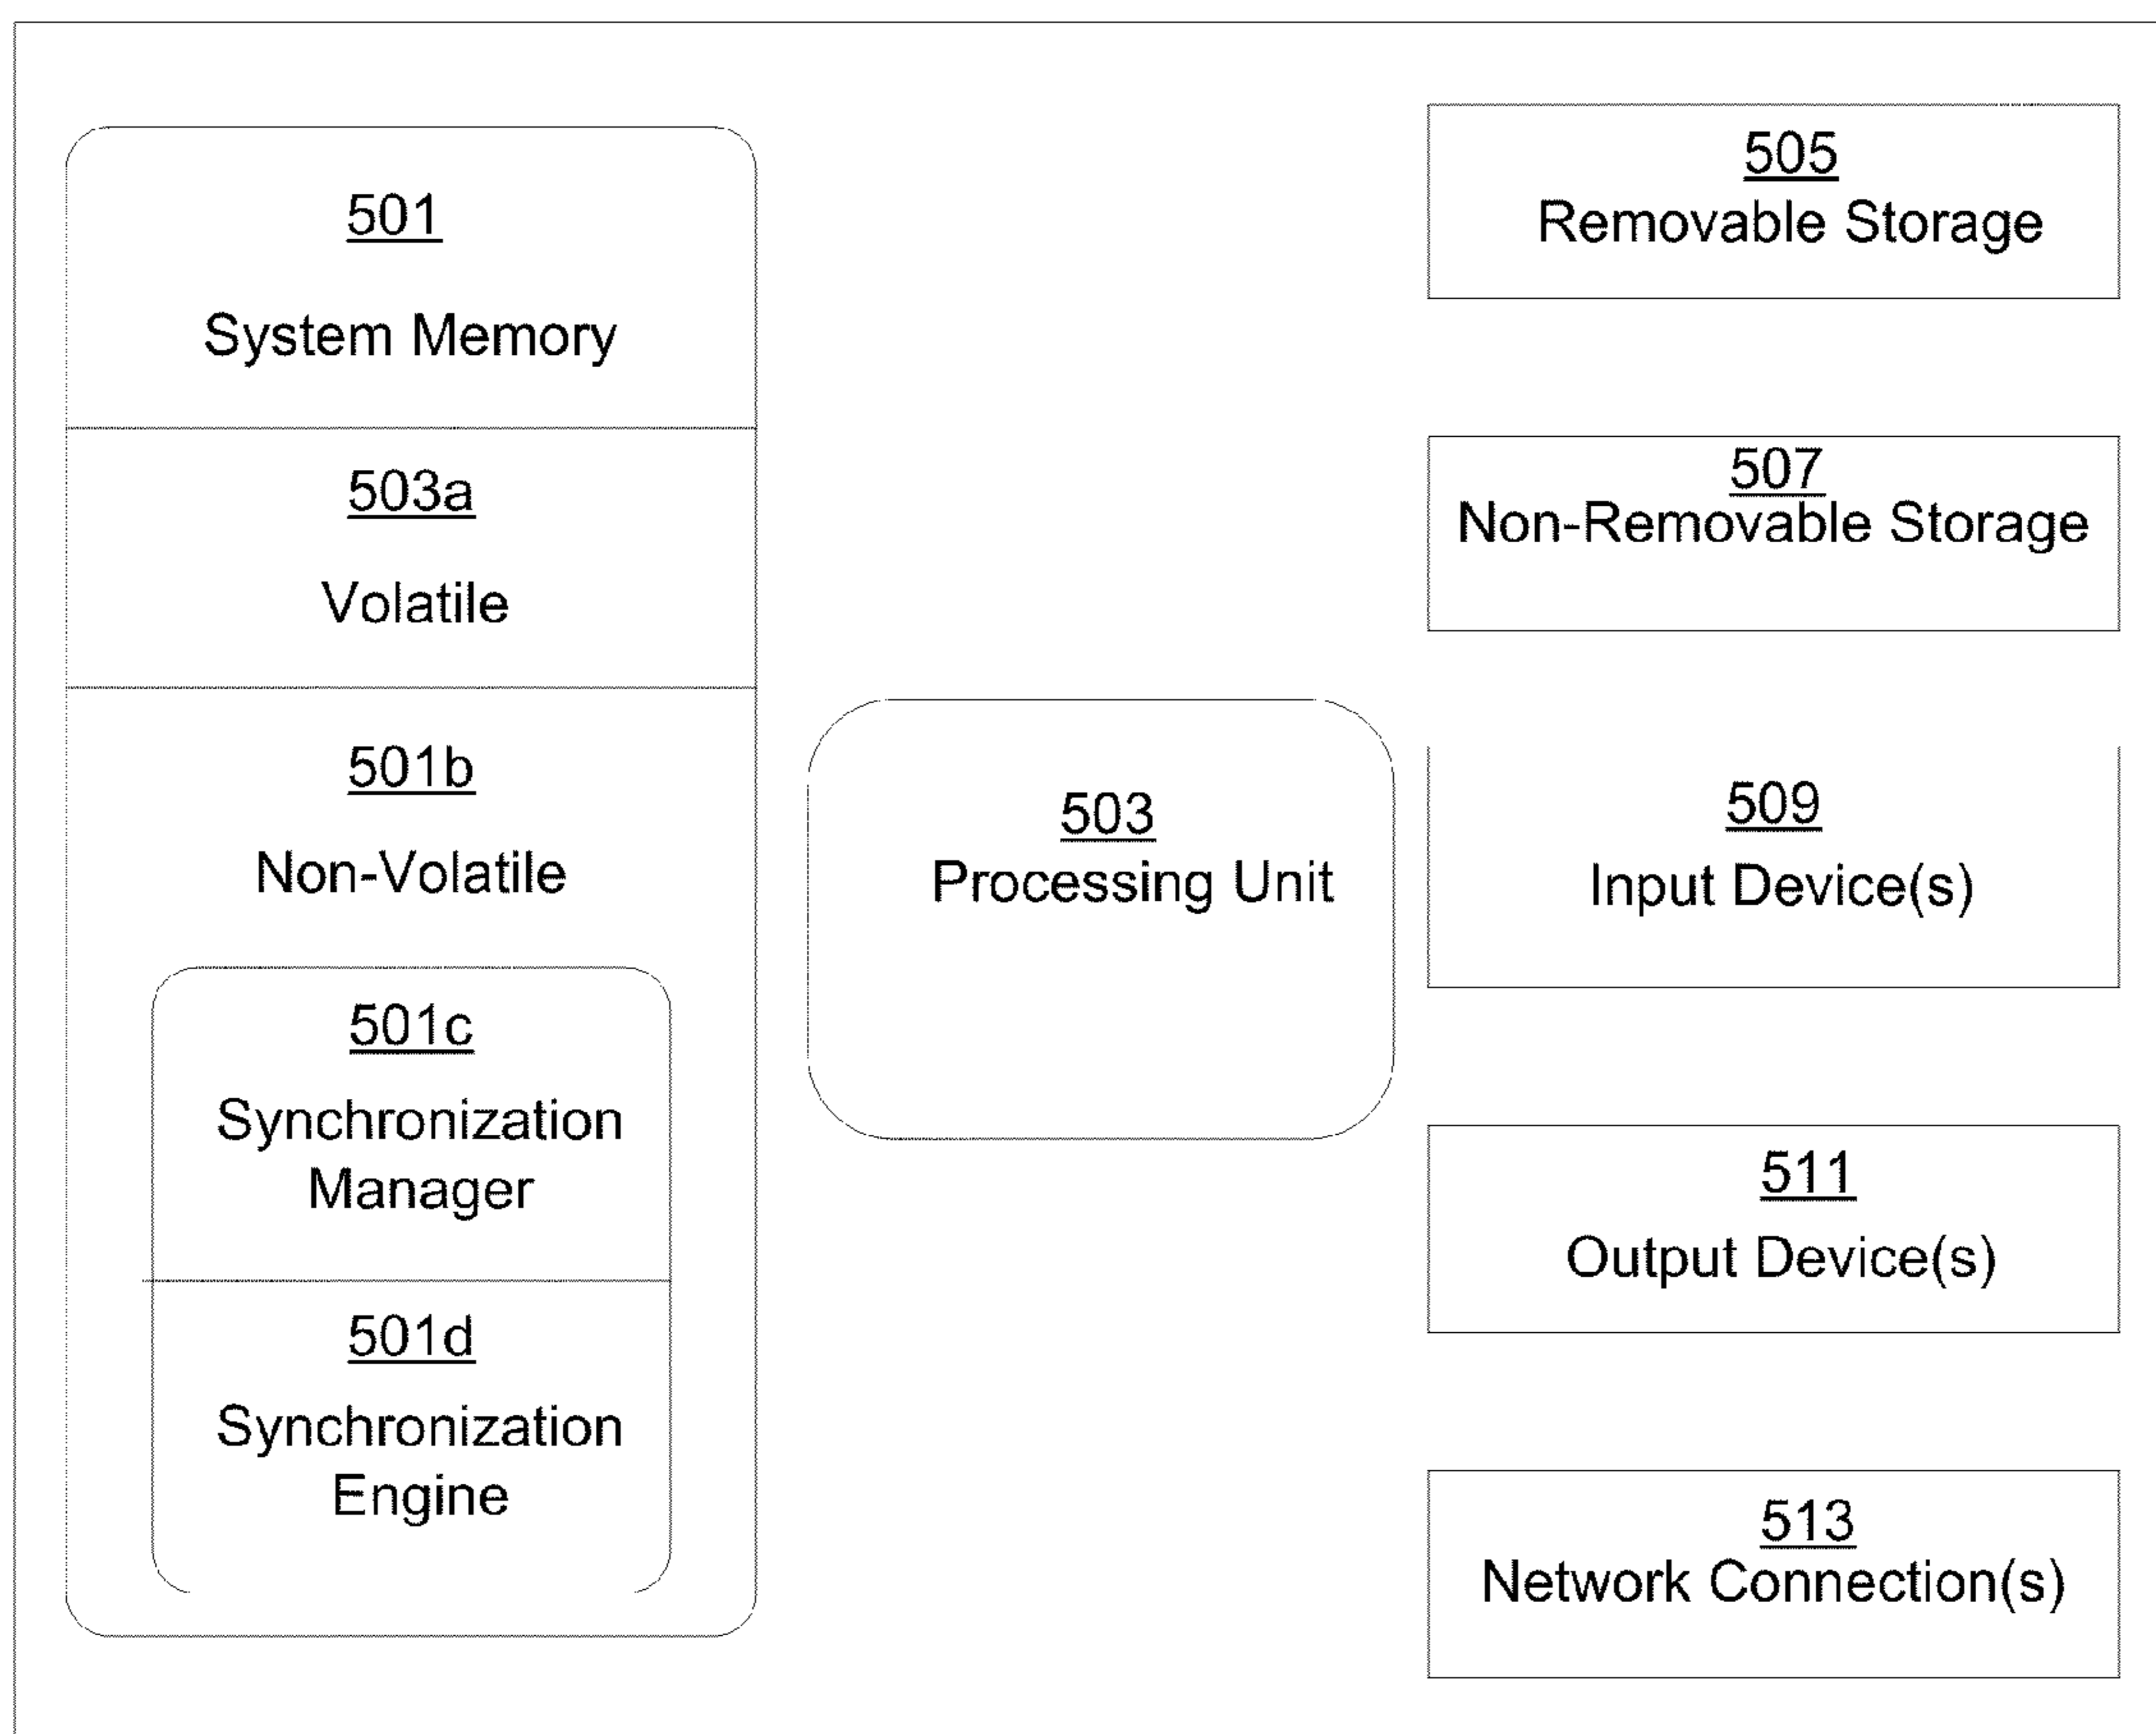 501
System Memory
503a
Volatile
501b
Non-Volatile
501c
Synchronization
Manager
501d
Synchronization
Engine
503
Processing Unit
505
Removable Storage
507
Non-Removable Storage
509
Input Device(s)
511
Output Device(s)
513
Network Connection(s)